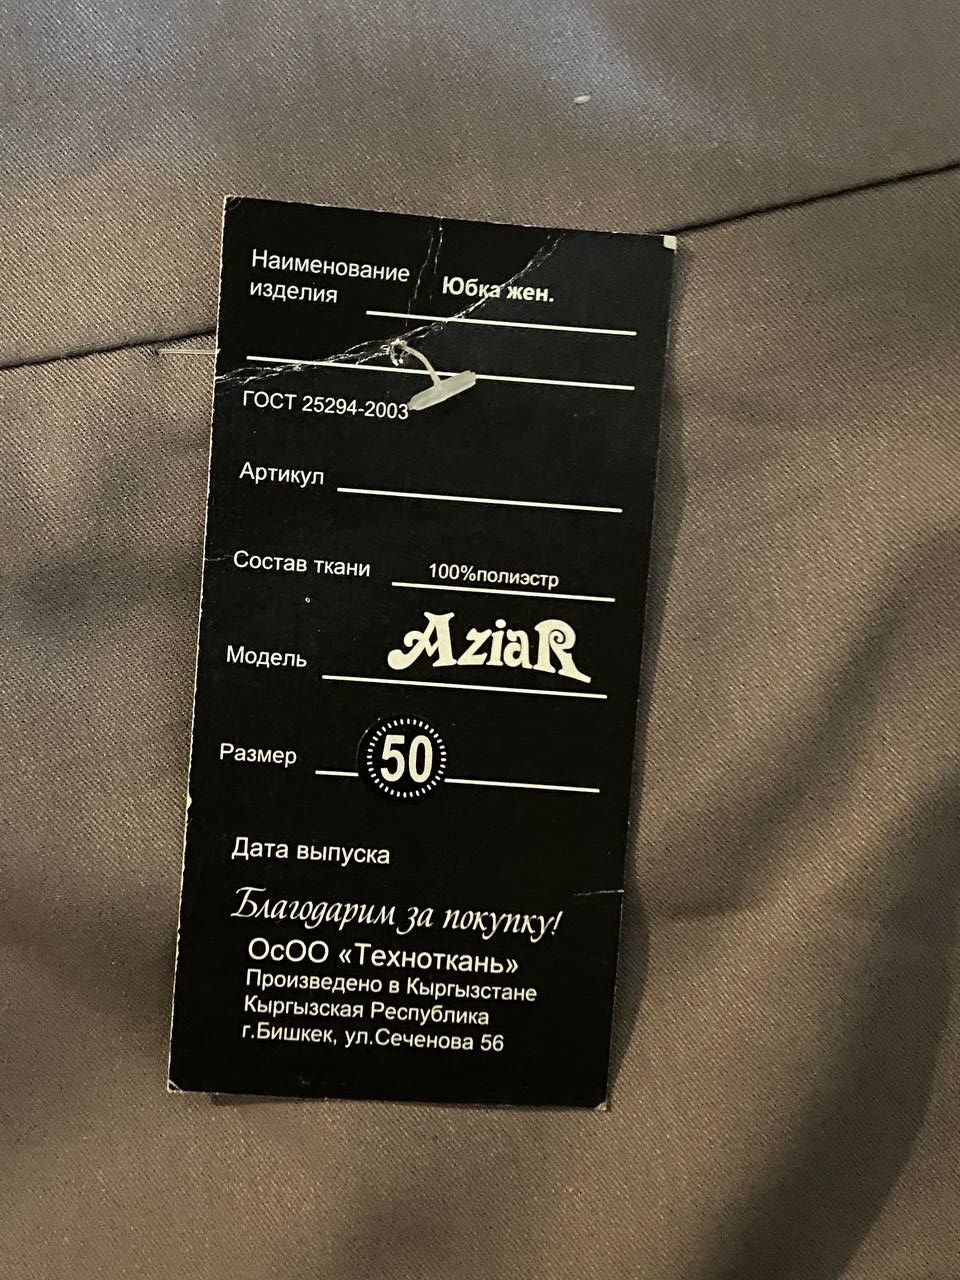 Наименование
изделия Юбка жен.
ГОСТ 25294-2003
Артикул
Состав ткани 100%полиэстр
Модель AziaR
Размер 50
Дата выпуска
Благодарим за покупку!
ОсОО «Техноткань»
Произведено в Кыргызстане
Кыргызская Республика
г.Бишкек, ул.Сеченова 56